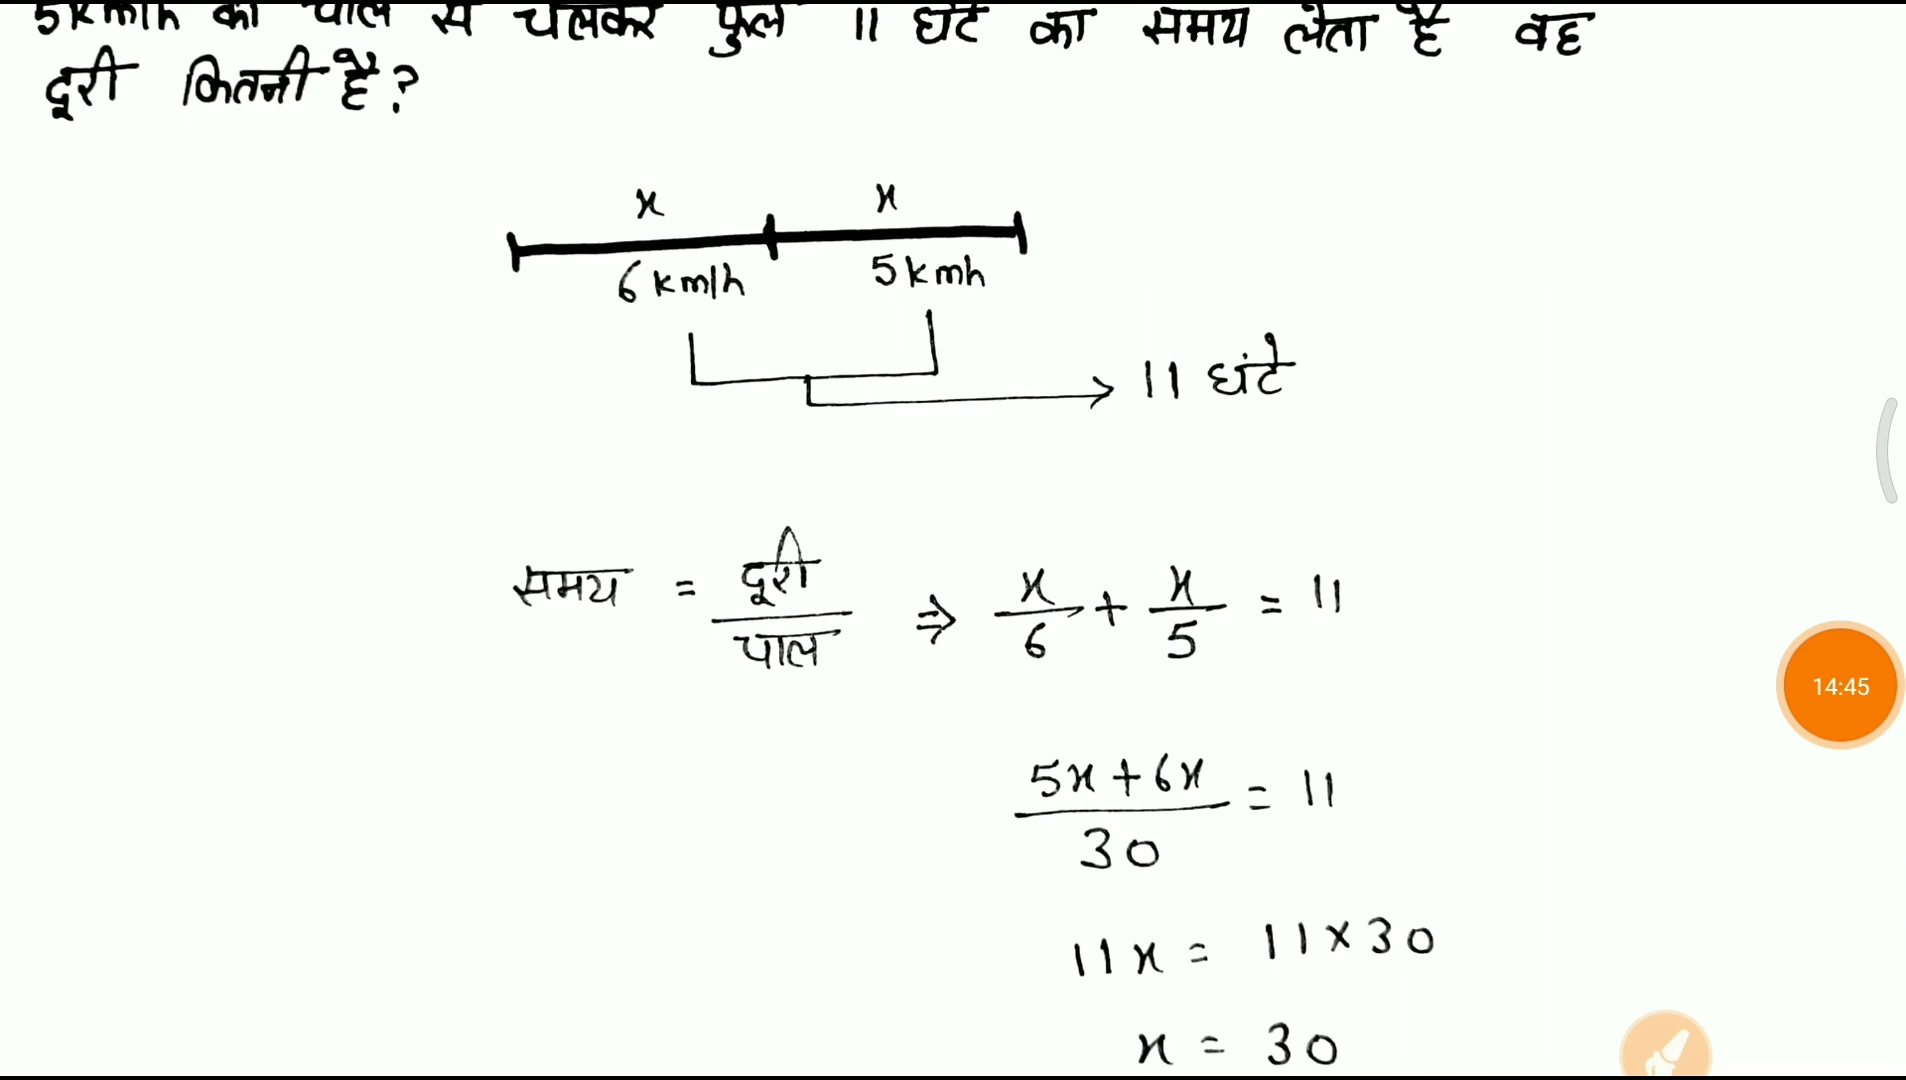 5km/h की चाल से चलकर कुल 11 घंटे का समय लेता है वह
दूरी कितनी है?
x x
6 km/h 5 kmh
11 घंटे
समय = दूरी/चाल ⇒ x/6 + x/5 = 11
14:45
5x + 6x/30 = 11
11x = 11 × 30
x = 30